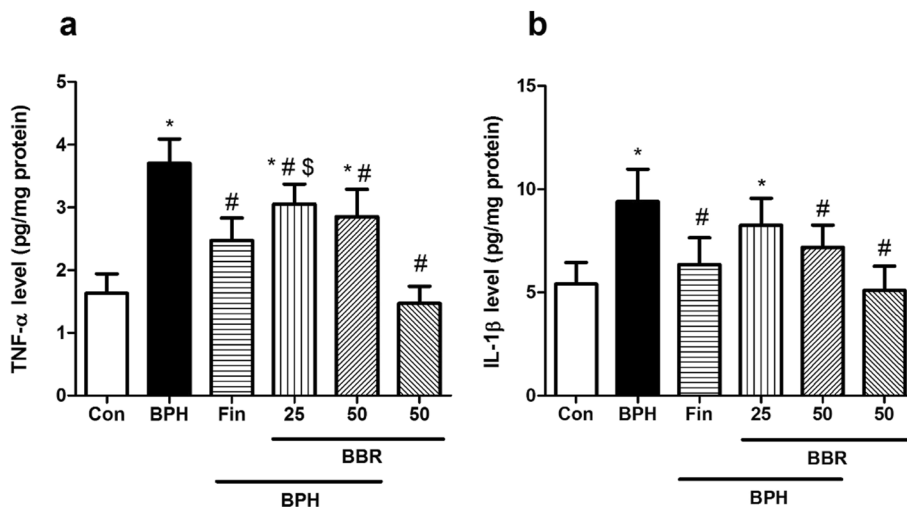 a
TNF-α level (pg/mg protein)
5
4
3
2
1
0
*
#
* # $
* #
#
Con BPH Fin 25 50 50
BBR
BPH
b
IL-1β level (pg/mg protein)
15
10
5
0
*
#
*
#
#
Con BPH Fin 25 50 50
BBR
BPH